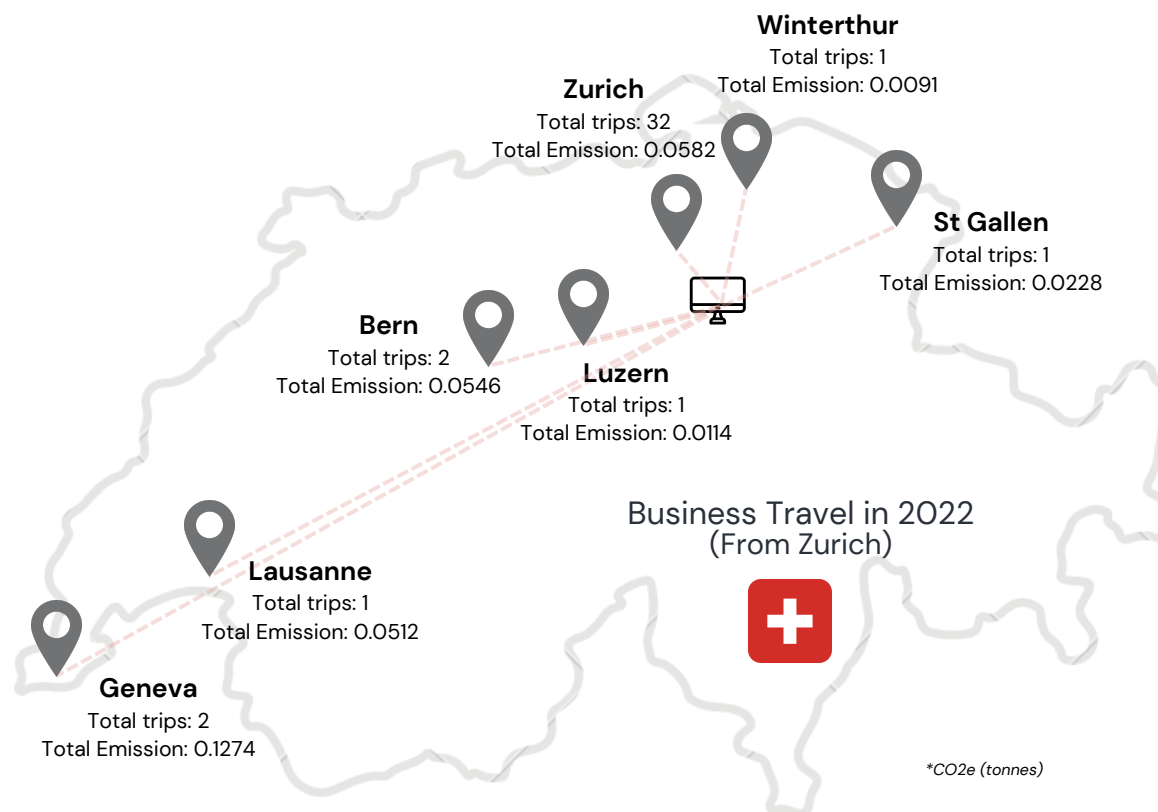 Winterthur
Total trips: 1
Total Emission: 0.0091
Zurich
Total trips: 32
Total Emission: 0.0582
St Gallen
Total trips: 1
Total Emission: 0.0228
Bern
Total trips: 2
Total Emission: 0.0546
Luzern
Total trips: 1
Total Emission: 0.0114
Business Travel in 2022
(From Zurich)
Lausanne
Total trips: 1
Total Emission: 0.0512
Geneva
Total trips: 2
Total Emission: 0.1274
*CO2e (tonnes)